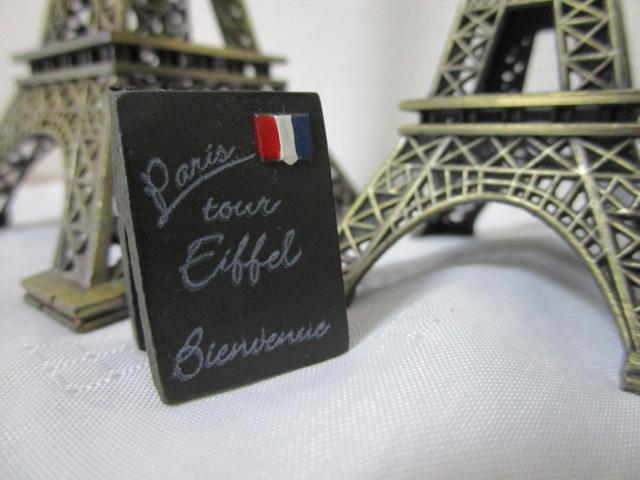 Paris
tour
Eiffel
Bienvenue